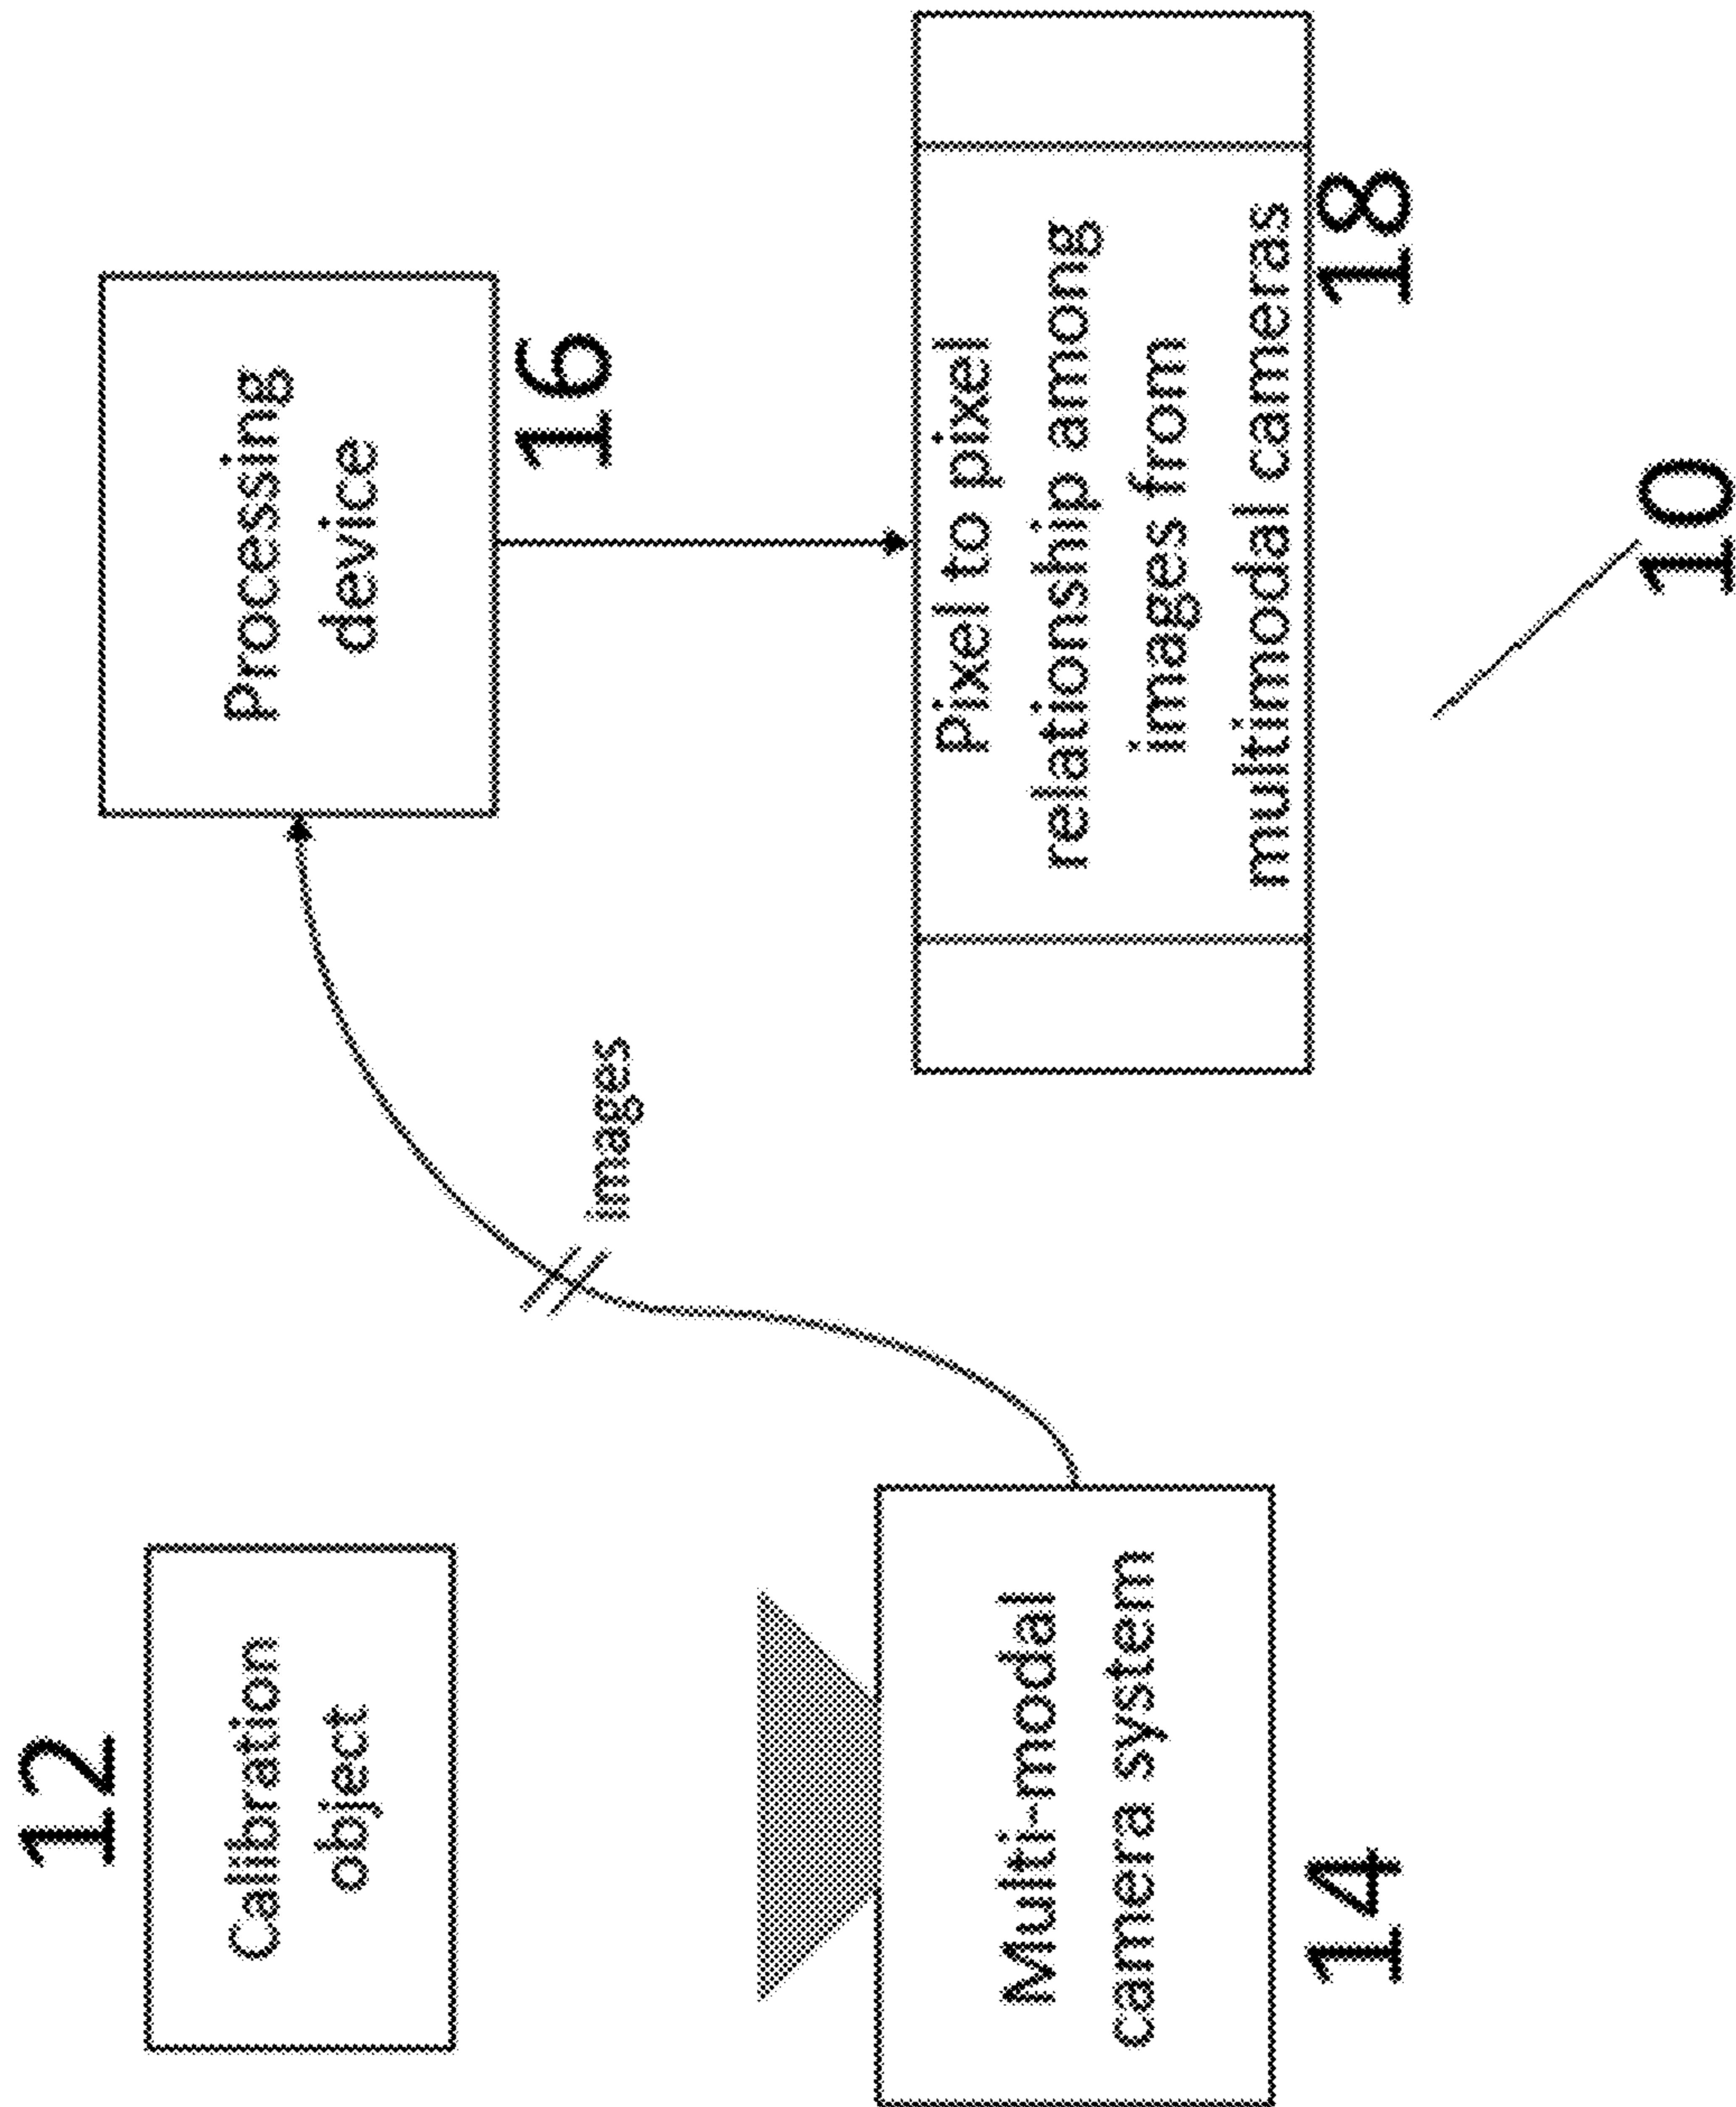 12
Calibration
object
Multi-modal
camera system
14
images
Processing
device
16
Pixel to pixel
relationship among
images from
multimodal cameras
18
10